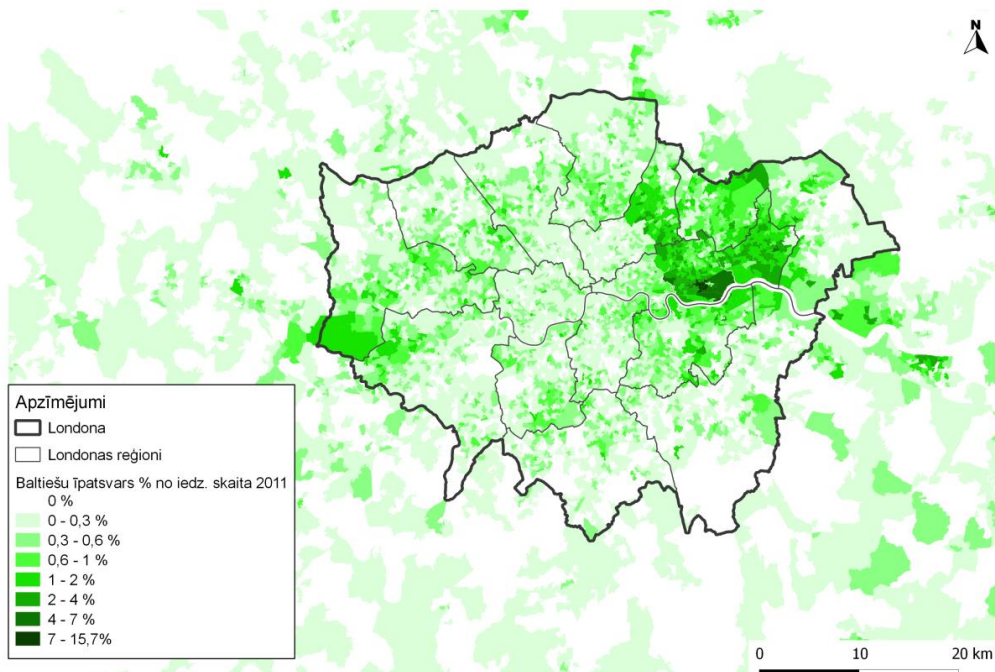 N
Apzīmējumi
Londona
Londonas reģioni
Baltiešu īpatsvars % no iedz. skaita 2011
0 %
0 - 0,3 %
0,3 - 0,6 %
0,6 - 1 %
1 - 2 %
2 - 4 %
4 - 7 %
7 - 15,7%
0 10 20 km